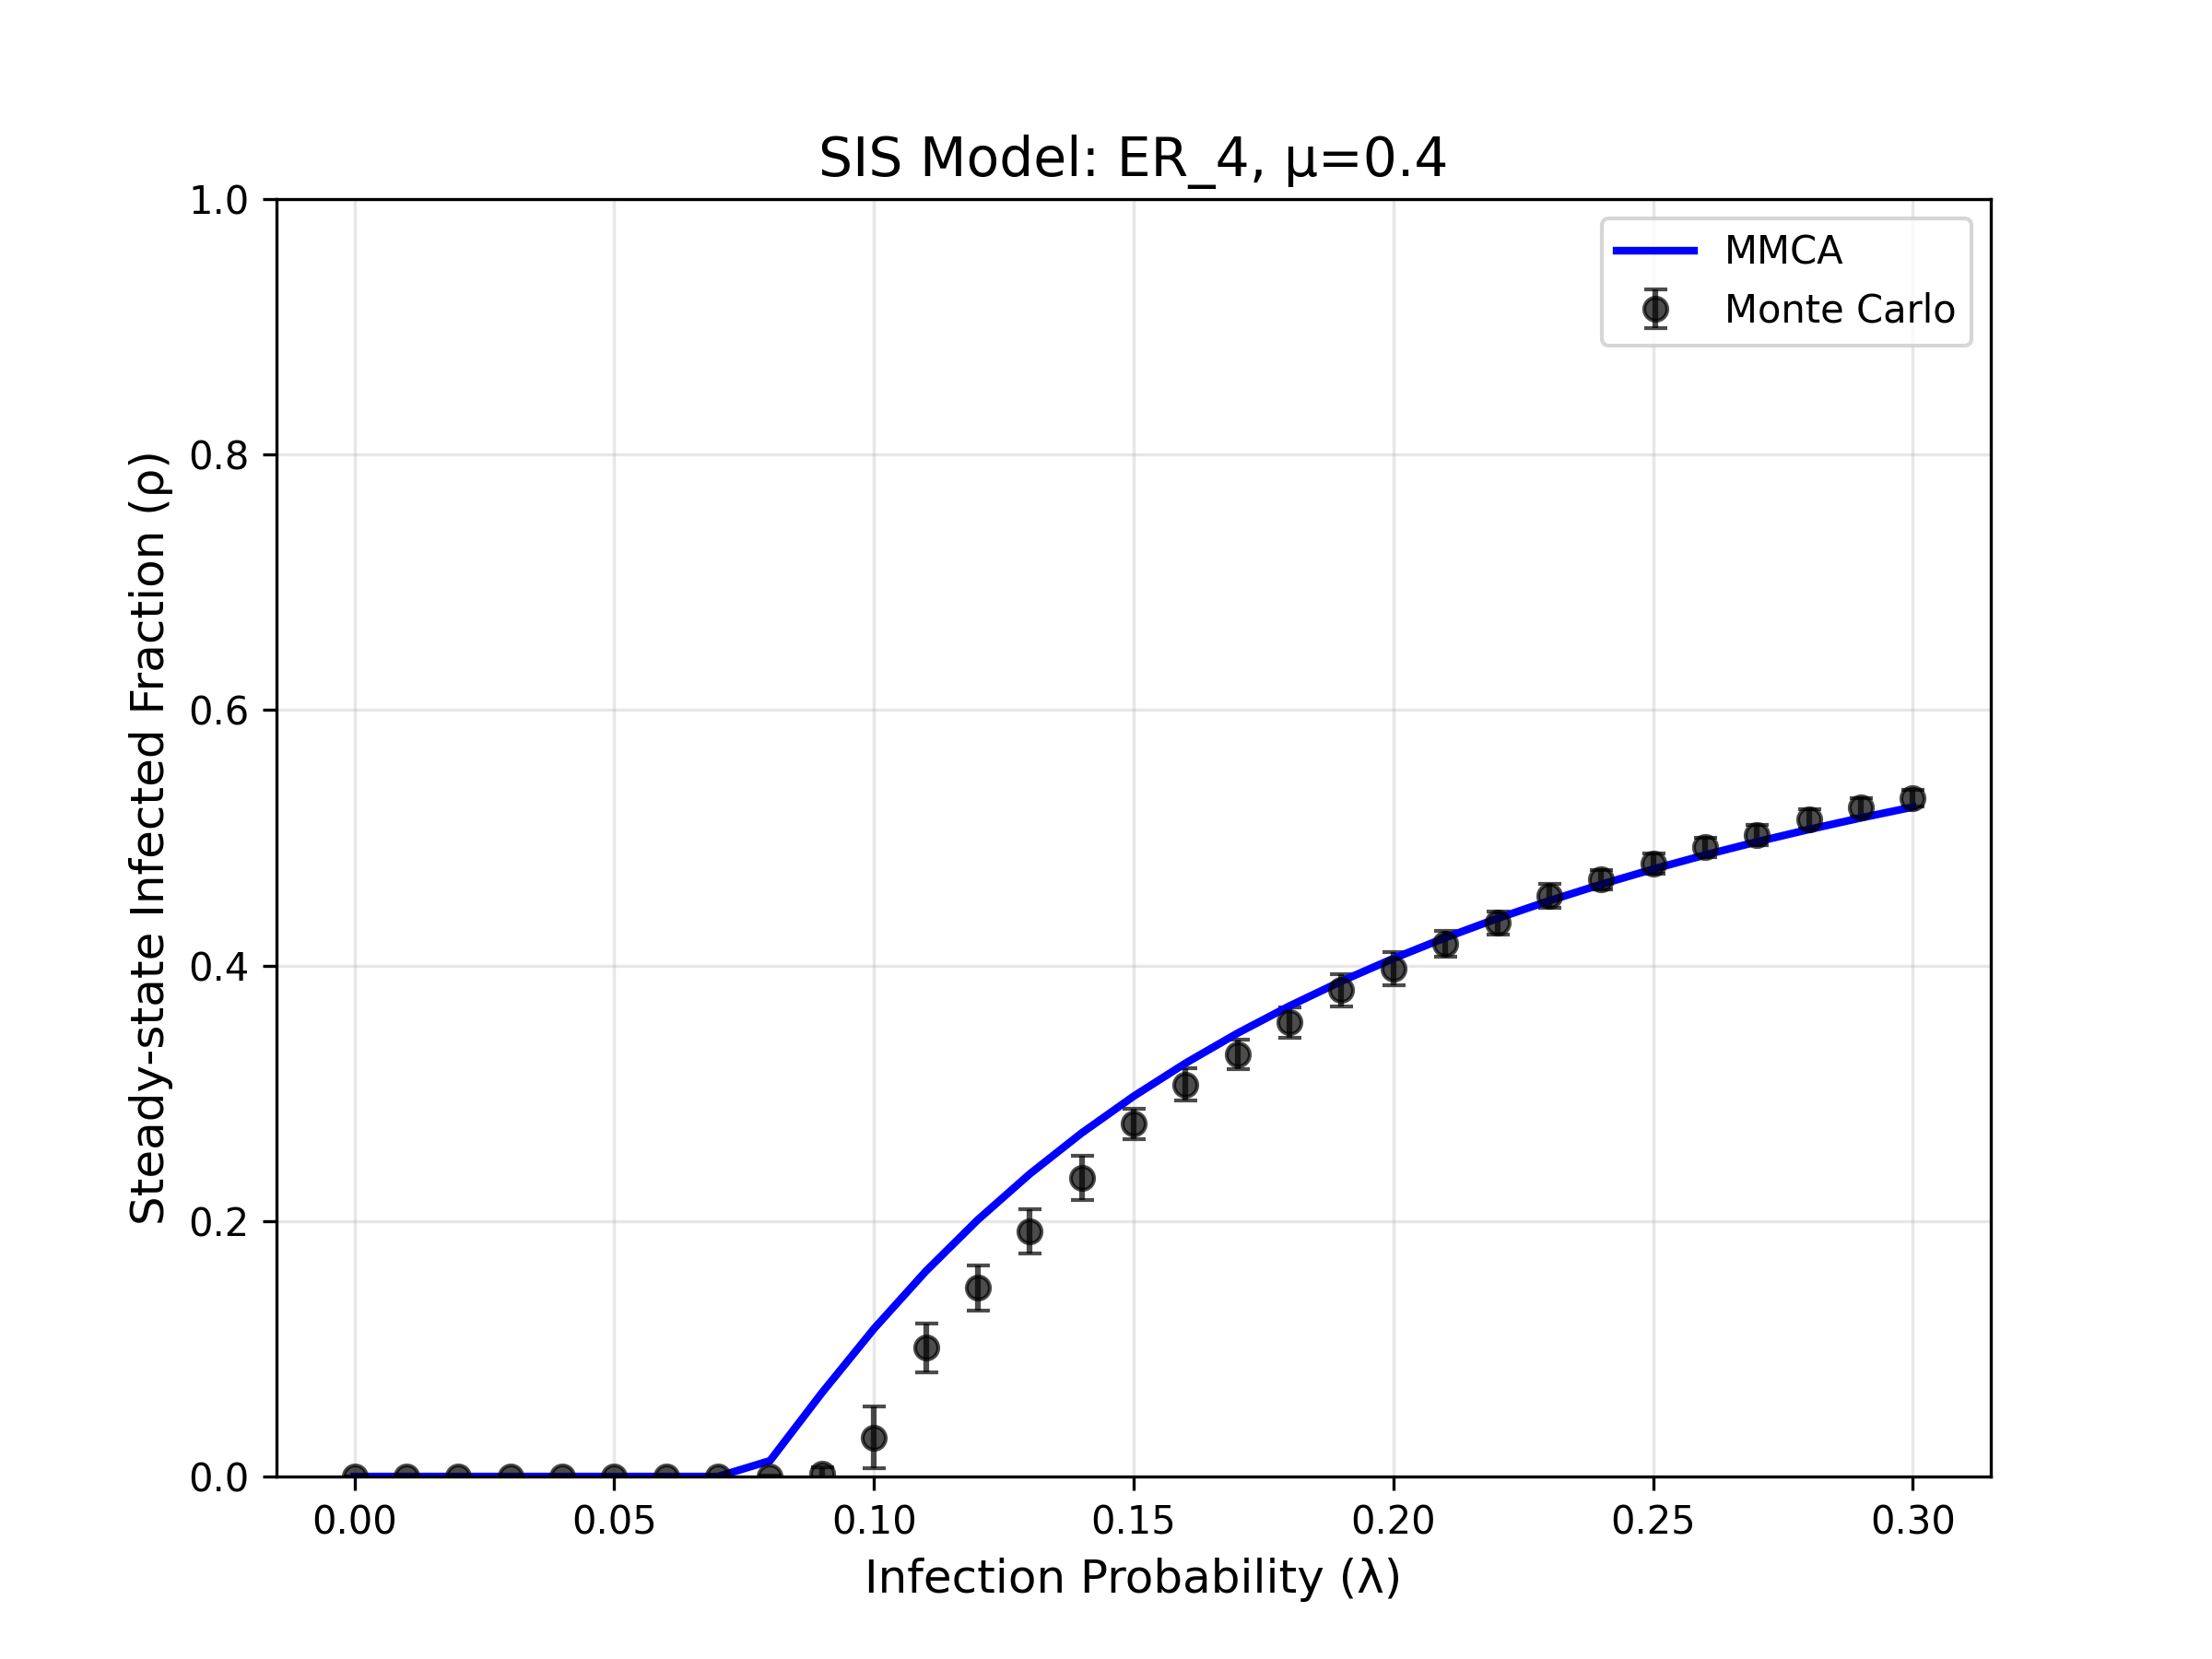 SIS Model: ER_4, μ=0.4
MMCA
Monte Carlo
Steady-state Infected Fraction (ρ)
1.0
0.8
0.6
0.4
0.2
0.0
0.00 0.05 0.10 0.15 0.20 0.25 0.30
Infection Probability (λ)